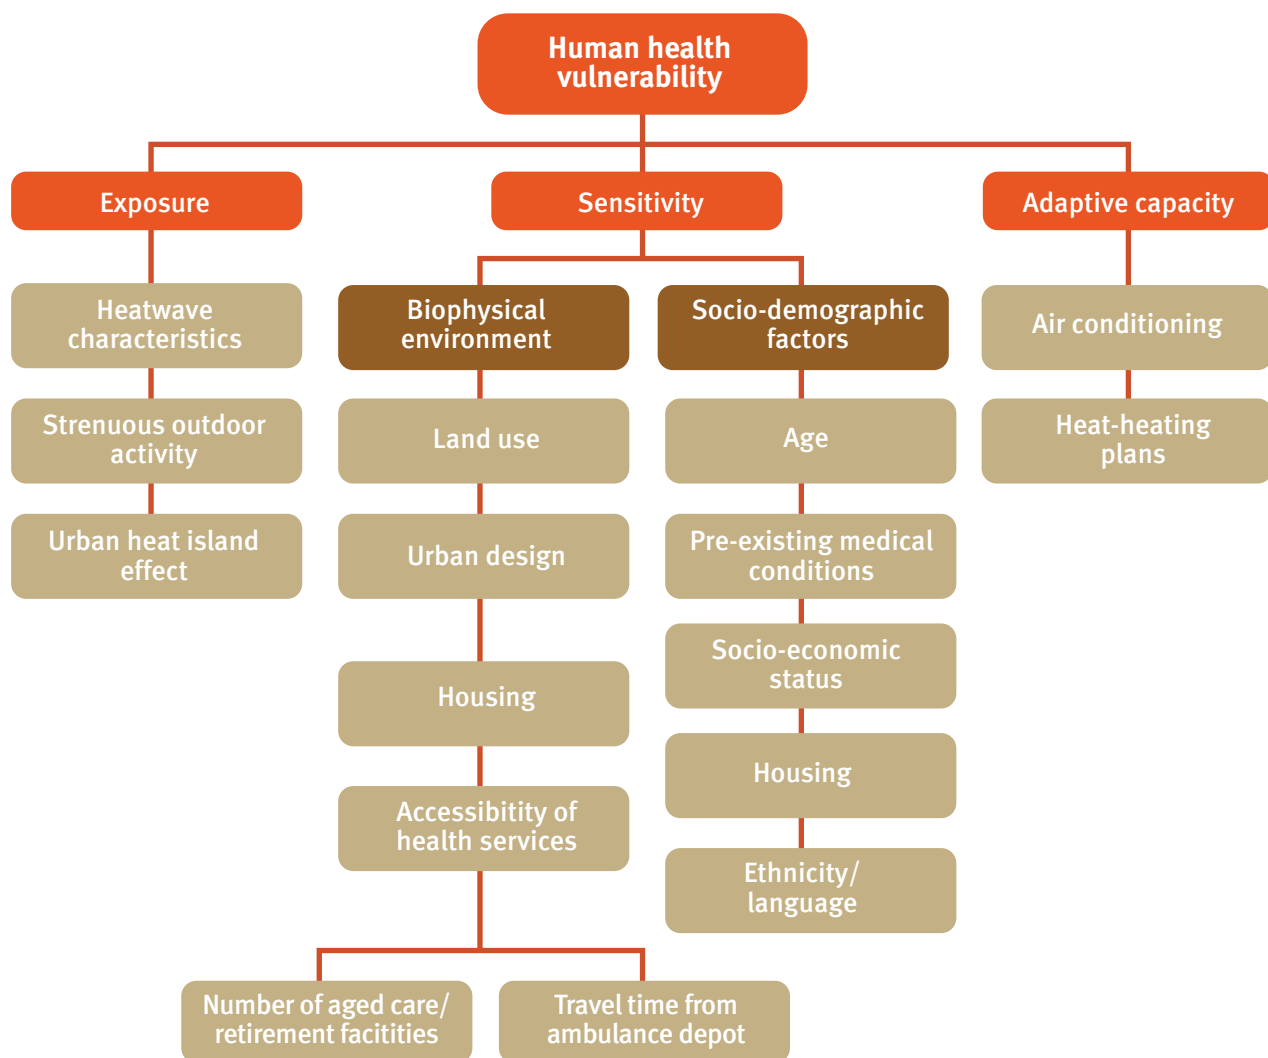 Human health
vulnerability
Exposure
Sensitivity
Adaptive capacity
Heatwave
characteristics
Biophysical
environment
Socio-demographic
factors
Air conditioning
Strenuous outdoor
activity
Land use
Age
Heat-heating
plans
Urban heat island
effect
Urban design
Pre-existing medical
conditions
Housing
Socio-economic
status
Accessibitity of
health services
Housing
Ethnicity/
language
Number of aged care/
retirement facitities
Travel time from
ambulance depot